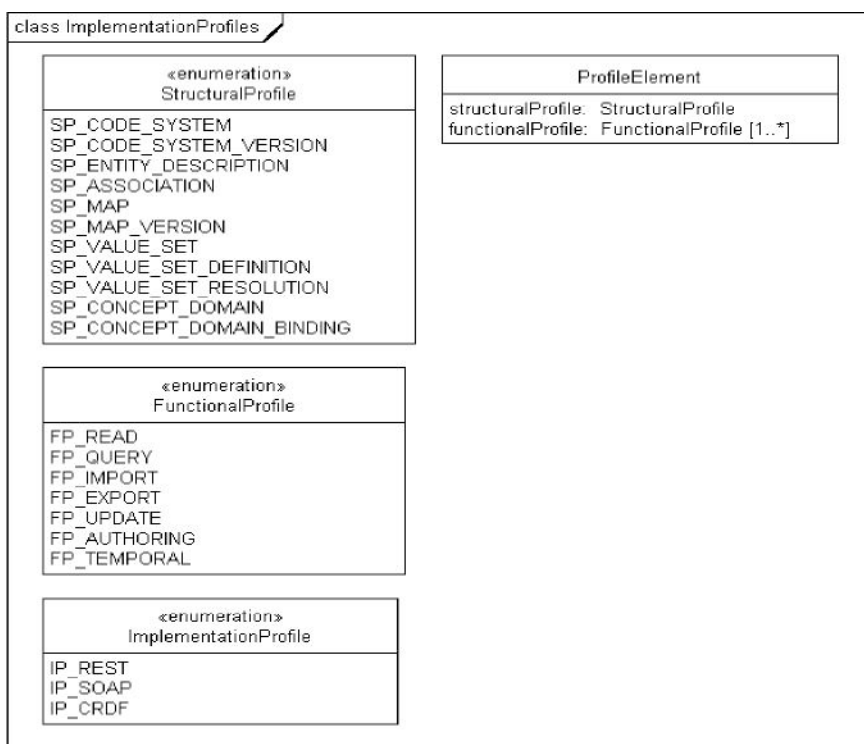 class ImplementationProfiles
«enumeration»
StructuralProfile
SP_CODE_SYSTEM
SP_CODE_SYSTEM_VERSION
SP_ENTITY_DESCRIPTION
SP_ASSOCIATION
SP_MAP
SP_MAP_VERSION
SP_VALUE_SET
SP_VALUE_SET_DEFINITION
SP_VALUE_SET_RESOLUTION
SP_CONCEPT_DOMAIN
SP_CONCEPT_DOMAIN_BINDING
ProfileElement
structuralProfile: StructuralProfile
functionalProfile: FunctionalProfile [1..*]
«enumeration»
FunctionalProfile
FP_READ
FP_QUERY
FP_IMPORT
FP_EXPORT
FP_UPDATE
FP_AUTHORING
FP_TEMPORAL
«enumeration»
ImplementationProfile
IP_REST
IP_SOAP
IP_CRDF